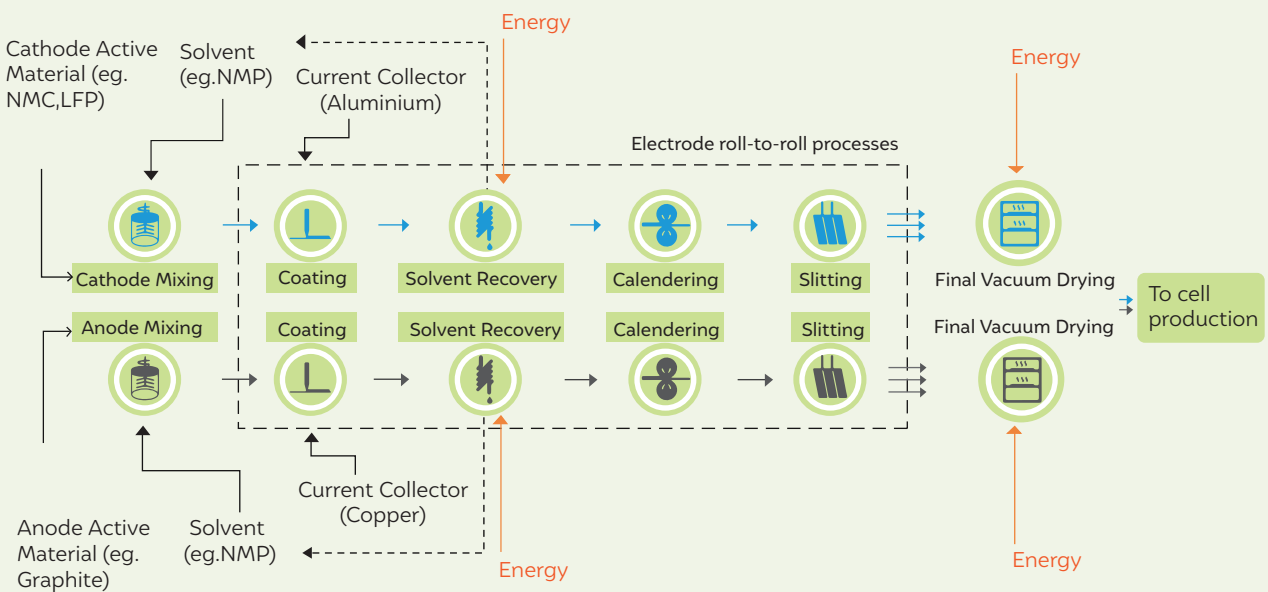 Energy
Energy
Cathode Active
Material (eg.
NMC,LFP)
Solvent
(eg.NMP)
Current Collector
(Aluminium)
Electrode roll-to-roll processes
Cathode Mixing
Coating
Solvent Recovery
Calendering
Slitting
Final Vacuum Drying
To cell
production
Anode Mixing
Coating
Solvent Recovery
Calendering
Slitting
Final Vacuum Drying
Current Collector
(Copper)
Anode Active
Material (eg.
Graphite)
Solvent
(eg.NMP)
Energy
Energy